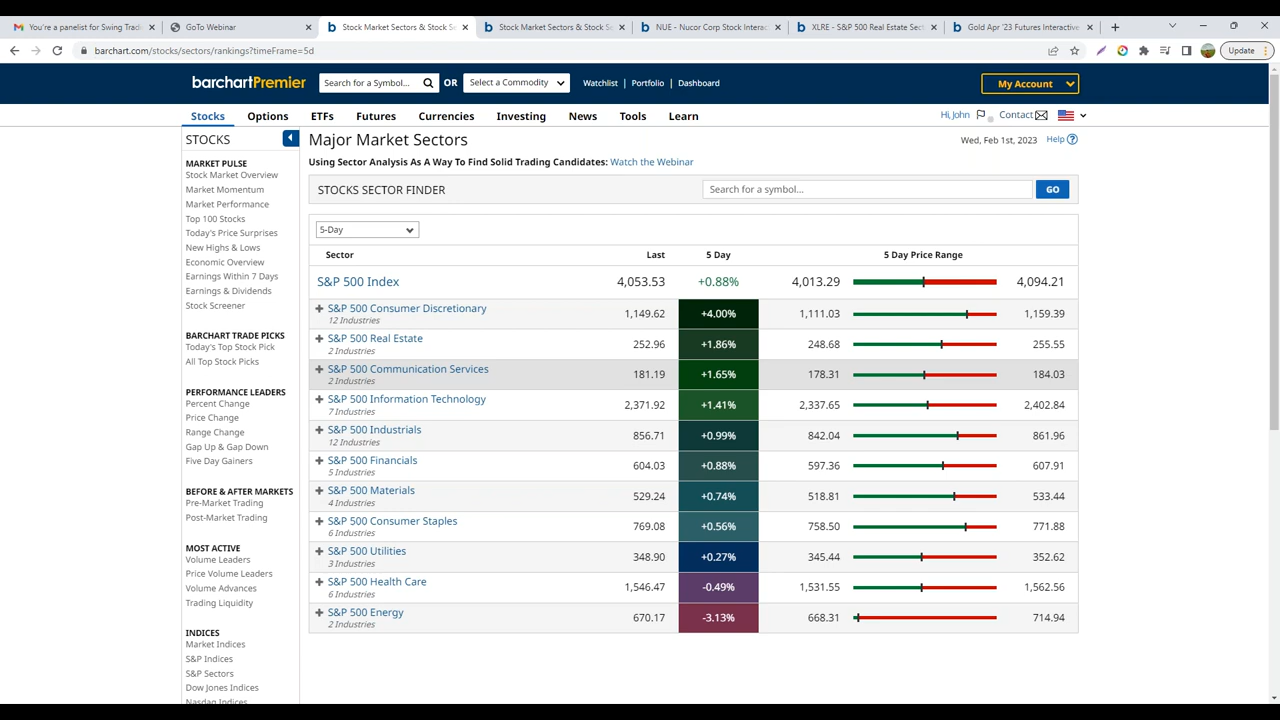 You're a panelist for Swing Trad
GoTo Webinar
Stock Market Sectors & Stock Se
Stock Market Sectors & Stock Se
NUE - Nucor Corp Stock Interac
XLRE - S&P 500 Real Estate Sec
Gold Apr '23 Futures Interactive
barchart.com/stocks/sectors/rankings?timeFrame=5d
Update
barchartPremier
Search for a Symbol...
OR
Select a Commodity
Watchlist | Portfolio | Dashboard
My Account
Stocks Options ETFs Futures Currencies Investing News Tools Learn
Hi, John
Contact
STOCKS
MARKET PULSE
Stock Market Overview
Market Momentum
Market Performance
Top 100 Stocks
Today's Price Surprises
New Highs & Lows
Economic Overview
Earnings Within 7 Days
Earnings & Dividends
Stock Screener
BARCHART TRADE PICKS
Today's Top Stock Pick
All Top Stock Picks
PERFORMANCE LEADERS
Percent Change
Price Change
Range Change
Gap Up & Gap Down
Five Day Gainers
BEFORE & AFTER MARKETS
Pre-Market Trading
Post-Market Trading
MOST ACTIVE
Volume Leaders
Price Volume Leaders
Volume Advances
Trading Liquidity
INDICES
Market Indices
S&P Indices
S&P Sectors
Dow Jones Indices
Nasdaq Indices
Major Market Sectors
Wed, Feb 1st, 2023 Help ?
Using Sector Analysis As A Way To Find Solid Trading Candidates: Watch the Webinar
STOCKS SECTOR FINDER
Search for a symbol...
GO
5-Day
Sector Last 5 Day 5 Day Price Range
S&P 500 Index 4,053.53 +0.88% 4,013.29 4,094.21
S&P 500 Consumer Discretionary 1,149.62 +4.00% 1,111.03 1,159.39
12 Industries
S&P 500 Real Estate 252.96 +1.86% 248.68 255.55
2 Industries
S&P 500 Communication Services 181.19 +1.65% 178.31 184.03
2 Industries
S&P 500 Information Technology 2,371.92 +1.41% 2,337.65 2,402.84
7 Industries
S&P 500 Industrials 856.71 +0.99% 842.04 861.96
12 Industries
S&P 500 Financials 604.03 +0.88% 597.36 607.91
5 Industries
S&P 500 Materials 529.24 +0.74% 518.81 533.44
4 Industries
S&P 500 Consumer Staples 769.08 +0.56% 758.50 771.88
6 Industries
S&P 500 Utilities 348.90 +0.27% 345.44 352.62
3 Industries
S&P 500 Health Care 1,546.47 -0.49% 1,531.55 1,562.56
6 Industries
S&P 500 Energy 670.17 -3.13% 668.31 714.94
2 Industries